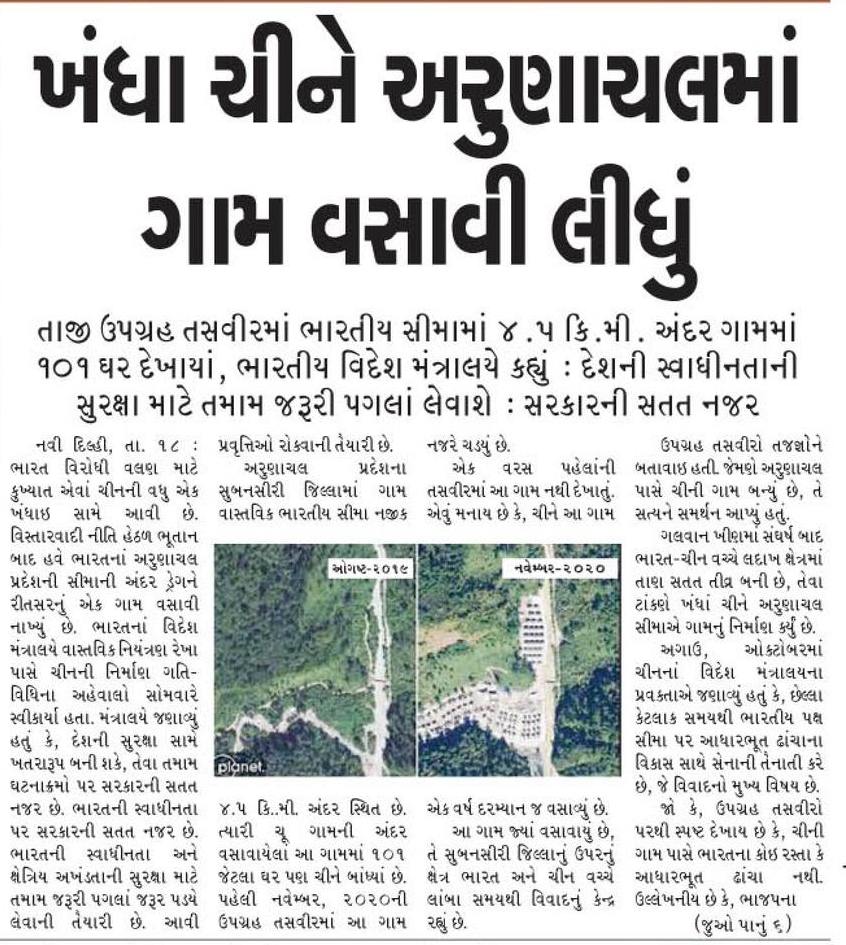 ખંધા ચીને અરુણાચલમાં
ગામ વસાવી લીધું
તાજી ઉપગ્રહ તસવીરમાં ભારતીય સીમામાં ૪.૫ કિ.મી. અંદર ગામમાં
૧૦૧ ઘર દેખાયાં, ભારતીય વિદેશ મંત્રાલયે કહ્યું : દેશની સ્વાધીનતાની
સુરક્ષા માટે તમામ જરૂરી પગલાં લેવાશે : સરકારની સતત નજર
નવી દિલ્હી, તા. ૧૮ :
ભારત વિરોધી વલણ માટે
કુખ્યાત એવાં ચીનની વધુ એક
ખંધાઇ સામે આવી છે.
વિસ્તારવાદી નીતિ હેઠળ ભૂતાન
બાદ હવે ભારતનાં અરુણાચલ
પ્રદેશની સીમાની અંદર ડ્રેગને
રીતસરનું એક ગામ વસાવી
નાખ્યું છે. ભારતનાં વિદેશ
મંત્રાલયે વાસ્તવિક નિયંત્રણ રેખા
પાસે ચીનની નિર્માણ ગતિ-
વિધિના અહેવાલો સોમવારે
સ્વીકાર્યા હતા. મંત્રાલયે જણાવ્યું
હતું કે, દેશની સુરક્ષા સામે
ખતરારૂપ બની શકે, તેવા તમામ
ઘટનાક્રમો પર સરકારની સતત
નજર છે. ભારતની સ્વાધીનતા
પર સરકારની સતત નજર છે.
ભારતની સ્વાધીનતા અને
ક્ષેત્રિય અખંડતાની સુરક્ષા માટે
તમામ જરૂરી પગલાં જરૂર પડયે
લેવાની તૈયારી છે. આવી
પ્રવૃત્તિઓ રોકવાની તૈયારી છે.
અરુણાચલ પ્રદેશના
સુબનસીરી જિલ્લામાં ગામ
વાસ્તવિક ભારતીય સીમા નજીક
ઓગષ્ટ-૨૦૧૯
નવેમ્બર-૨૦૨૦
planet.
૪.૫ કિ..મી. અંદર સ્થિત છે.
ત્યારી ચૂ ગામની અંદર
વસાવાયેલાં આ ગામમાં ૧૦૧
જેટલા ઘર પણ ચીને બાંધ્યાં છે.
પહેલી નવેમ્બર, ૨૦૨૦ની
ઉપગ્રહ તસવીરમાં આ ગામ
નજરે ચડયું છે.
એક વરસ પહેલાંની
તસવીરમાં આ ગામ નથી દેખાતું.
એવું મનાય છે કે, ચીને આ ગામ
એક વર્ષ દરમ્યાન જ વસાવ્યું છે.
આ ગામ જ્યાં વસાવાયું છે,
તે સુબનસીરી જિલ્લાનું ઉપરનું
ક્ષેત્ર ભારત અને ચીન વચ્ચે
લાંબા સમયથી વિવાદનું કેન્દ્ર
રહ્યું છે.
ઉપગ્રહ તસવીરો તજજ્ઞોને
બતાવાઇ હતી. જેમણે અરુણાચલ
પાસે ચીની ગામ બન્યું છે, તે
સત્યને સમર્થન આપ્યું હતું.
ગલવાન ખીણમાં સંઘર્ષ બાદ
ભારત-ચીન વચ્ચે લદાખ ક્ષેત્રમાં
તાણ સતત તીવ્ર બની છે, તેવા
ટાંકણે ખંધાં ચીને અરુણાચલ
સીમાએ ગામનું નિર્માણ કર્યું છે.
અગાઉ, ઓક્ટોબરમાં
ચીનનાં વિદેશ મંત્રાલયના
પ્રવક્તાએ જણાવ્યું હતું કે, છેલ્લા
કેટલાક સમયથી ભારતીય પક્ષ
સીમા પર આધારભૂત ઢાંચાના
વિકાસ સાથે સેનાની તૈનાતી કરે
છે, જે વિવાદનો મુખ્ય વિષય છે.
જો કે, ઉપગ્રહ તસવીરો
પરથી સ્પષ્ટ દેખાય છે કે, ચીની
ગામ પાસે ભારતના કોઇ રસ્તા કે
આધારભૂત ઢાંચા નથી.
ઉલ્લેખનીય છે કે, ભાજપના
(જુઓ પાનું ૬)